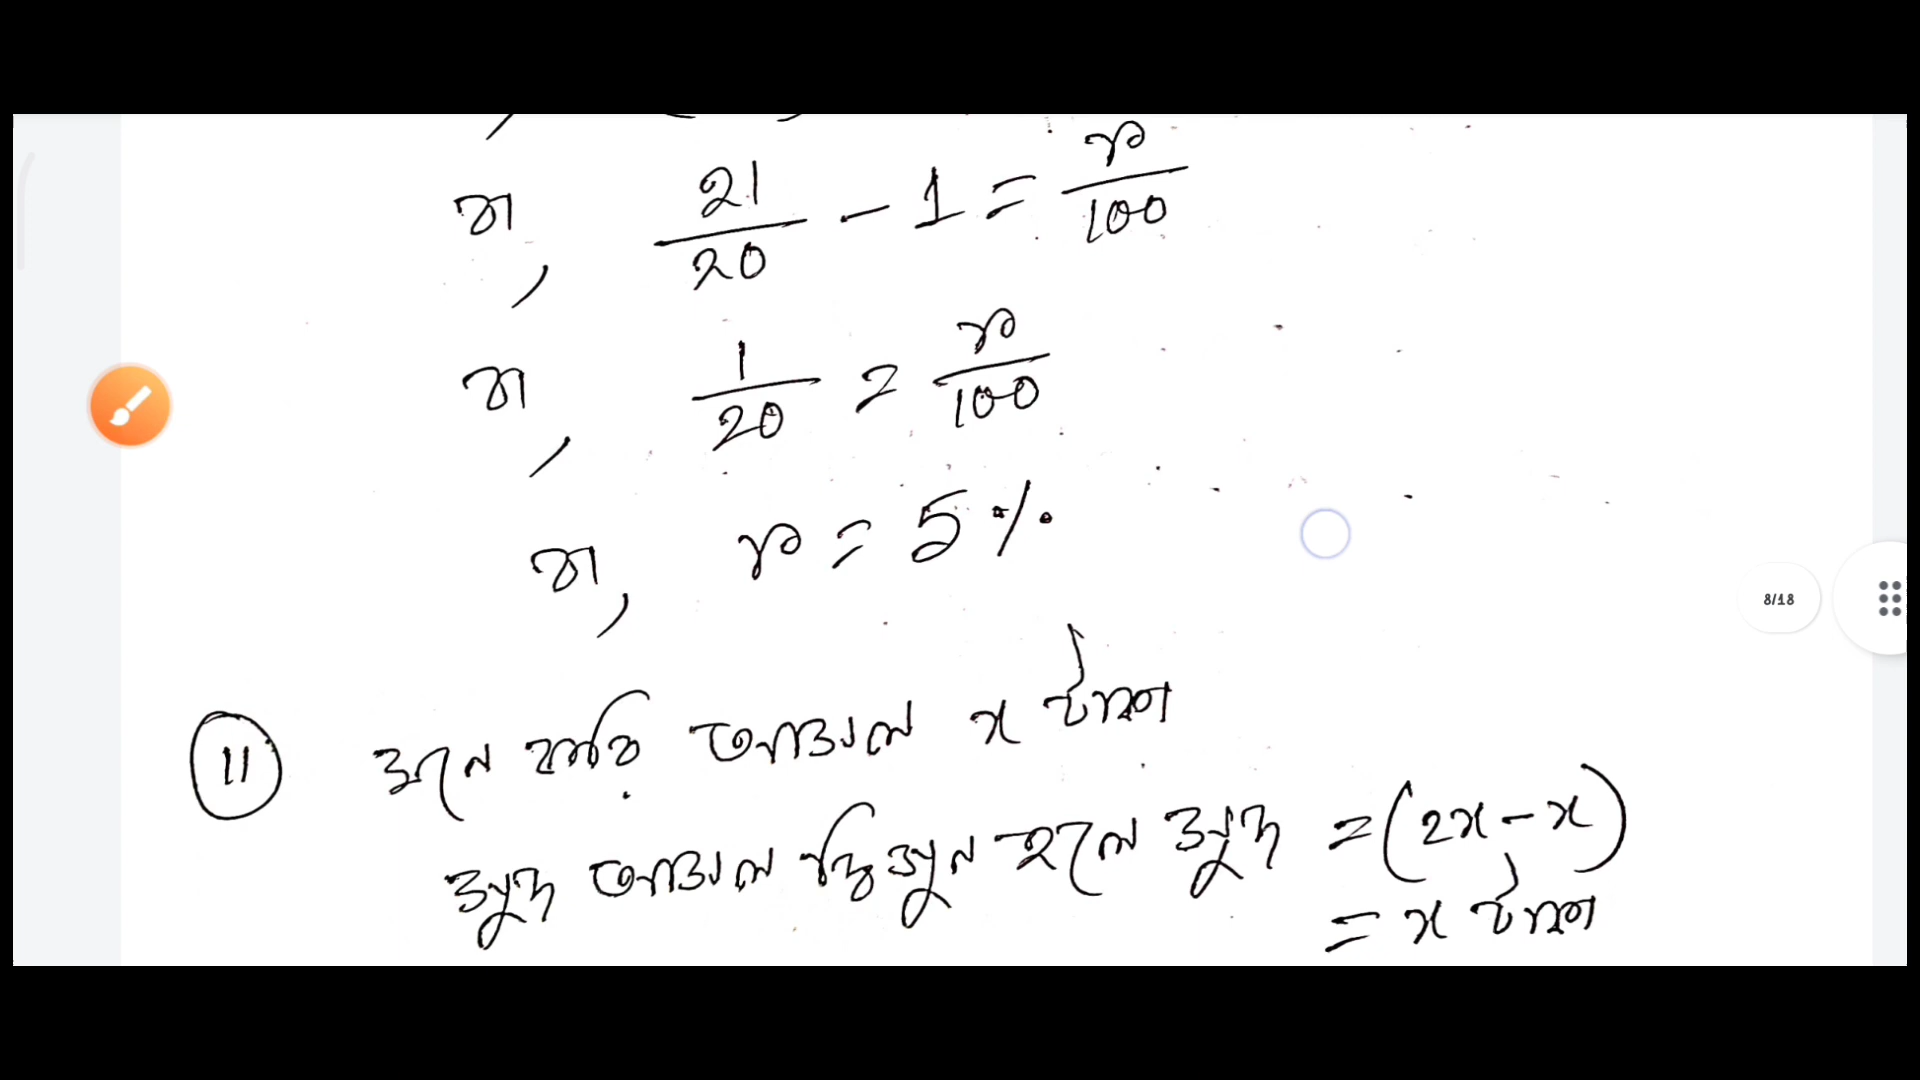 বা, 21/20 - 1 = r/100
বা, 1/20 = r/100
বা, r = 5%
8/18
11 মনে করি আসল x টাকা
সুদ আসলে দ্বিগুন হলে সুদ = (2x-x)
= x টাকা